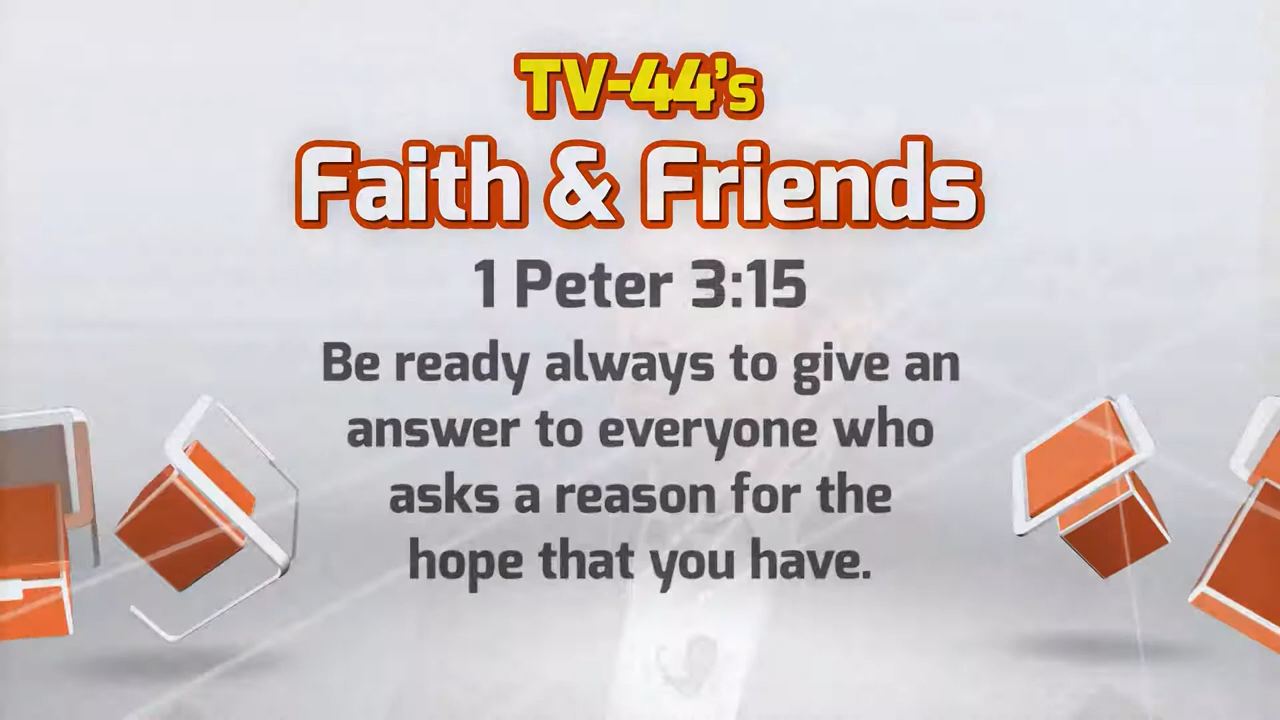 TV-44's
Faith & Friends
1 Peter 3:15
Be ready always to give an
answer to everyone who
asks a reason for the
hope that you have.